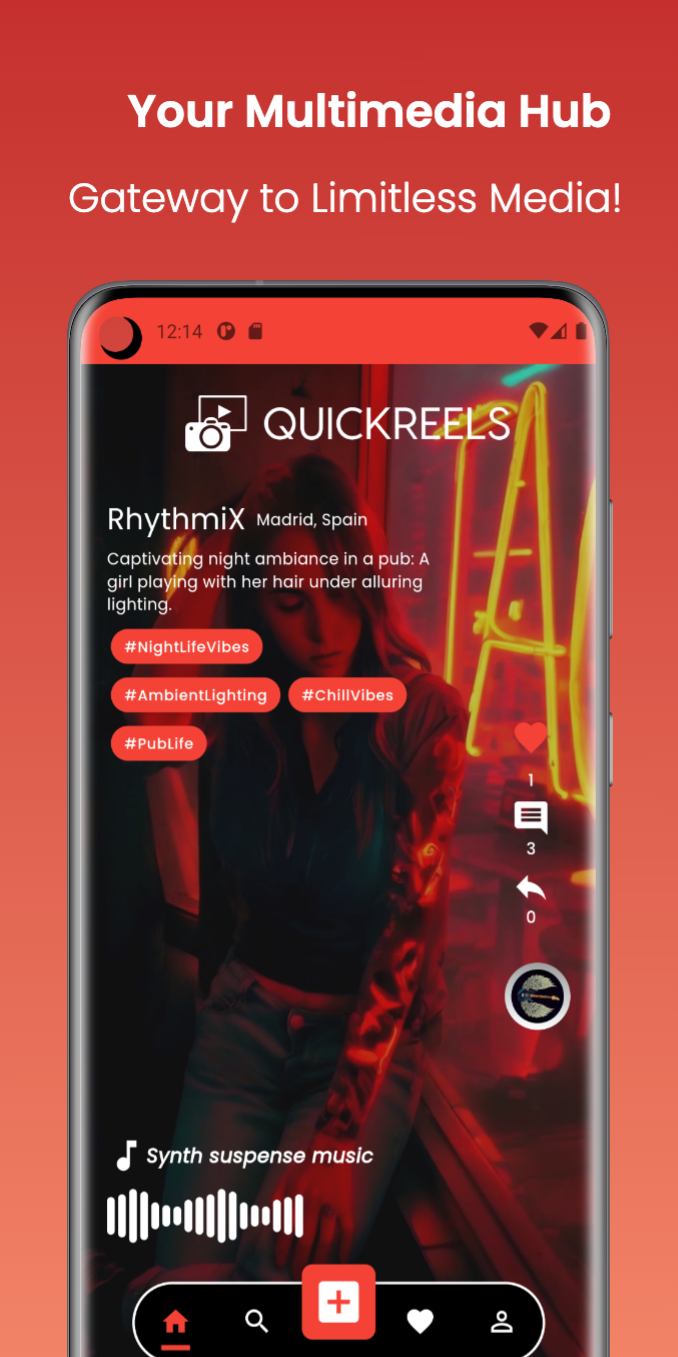 Your Multimedia Hub
Gateway to Limitless Media!
12:14
QUICKREELS
RhythmiX Madrid, Spain
Captivating night ambiance in a pub: A
girl playing with her hair under alluring
lighting.
#NightLifeVibes
#AmbientLighting #ChillVibes
#PubLife
1
3
0
Synth suspense music